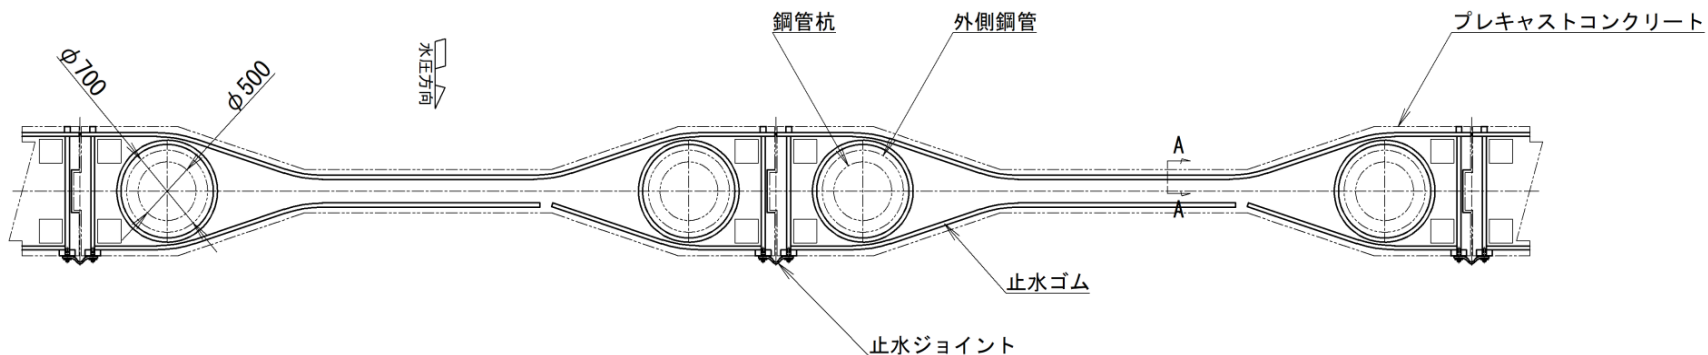 鋼管杭
外側鋼管
プレキャストコンクリート
φ700
φ500
水圧方向
A
A
止水ゴム
止水ジョイント